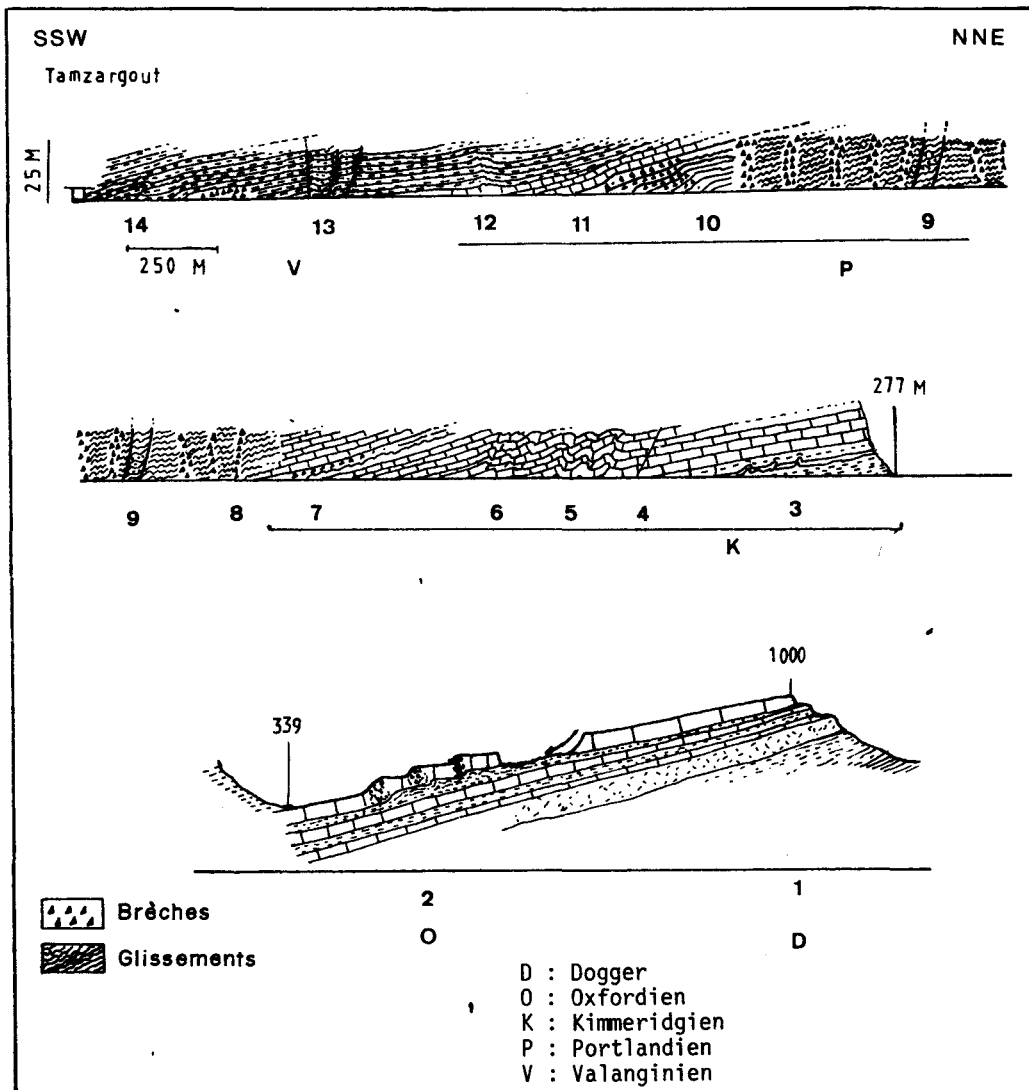 SSW NNE
Tamzargout
25M
14 13 12 11 10 9
250 M V P
277 M
9 8 7 6 5 4 3
K
1000
339
2 1
O D
Brèches
Glissements
D : Dogger
O : Oxfordien
K : Kimmeridgien
P : Portlandien
V : Valanginien